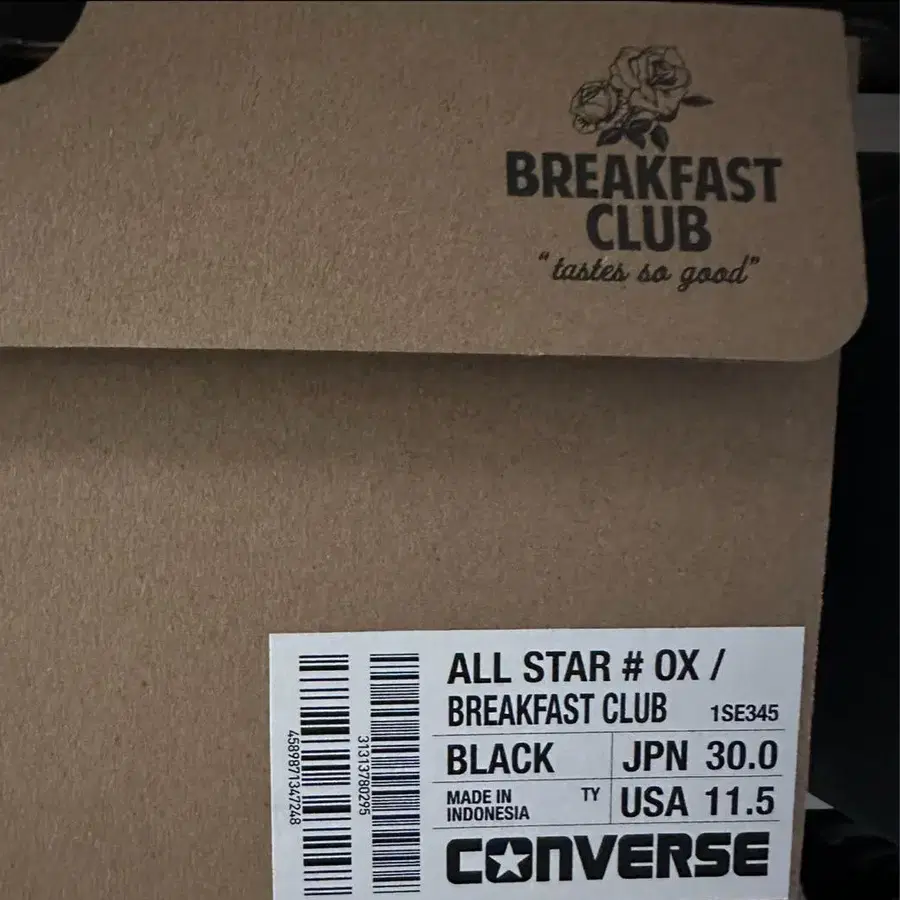 BREAKFAST
CLUB
"tastes so good"
ALL STAR # OX /
BREAKFAST CLUB 1SE345
BLACK JPN 30.0
MADE IN INDONESIA TY USA 11.5
CONVERSE
4589871347248
31313780295